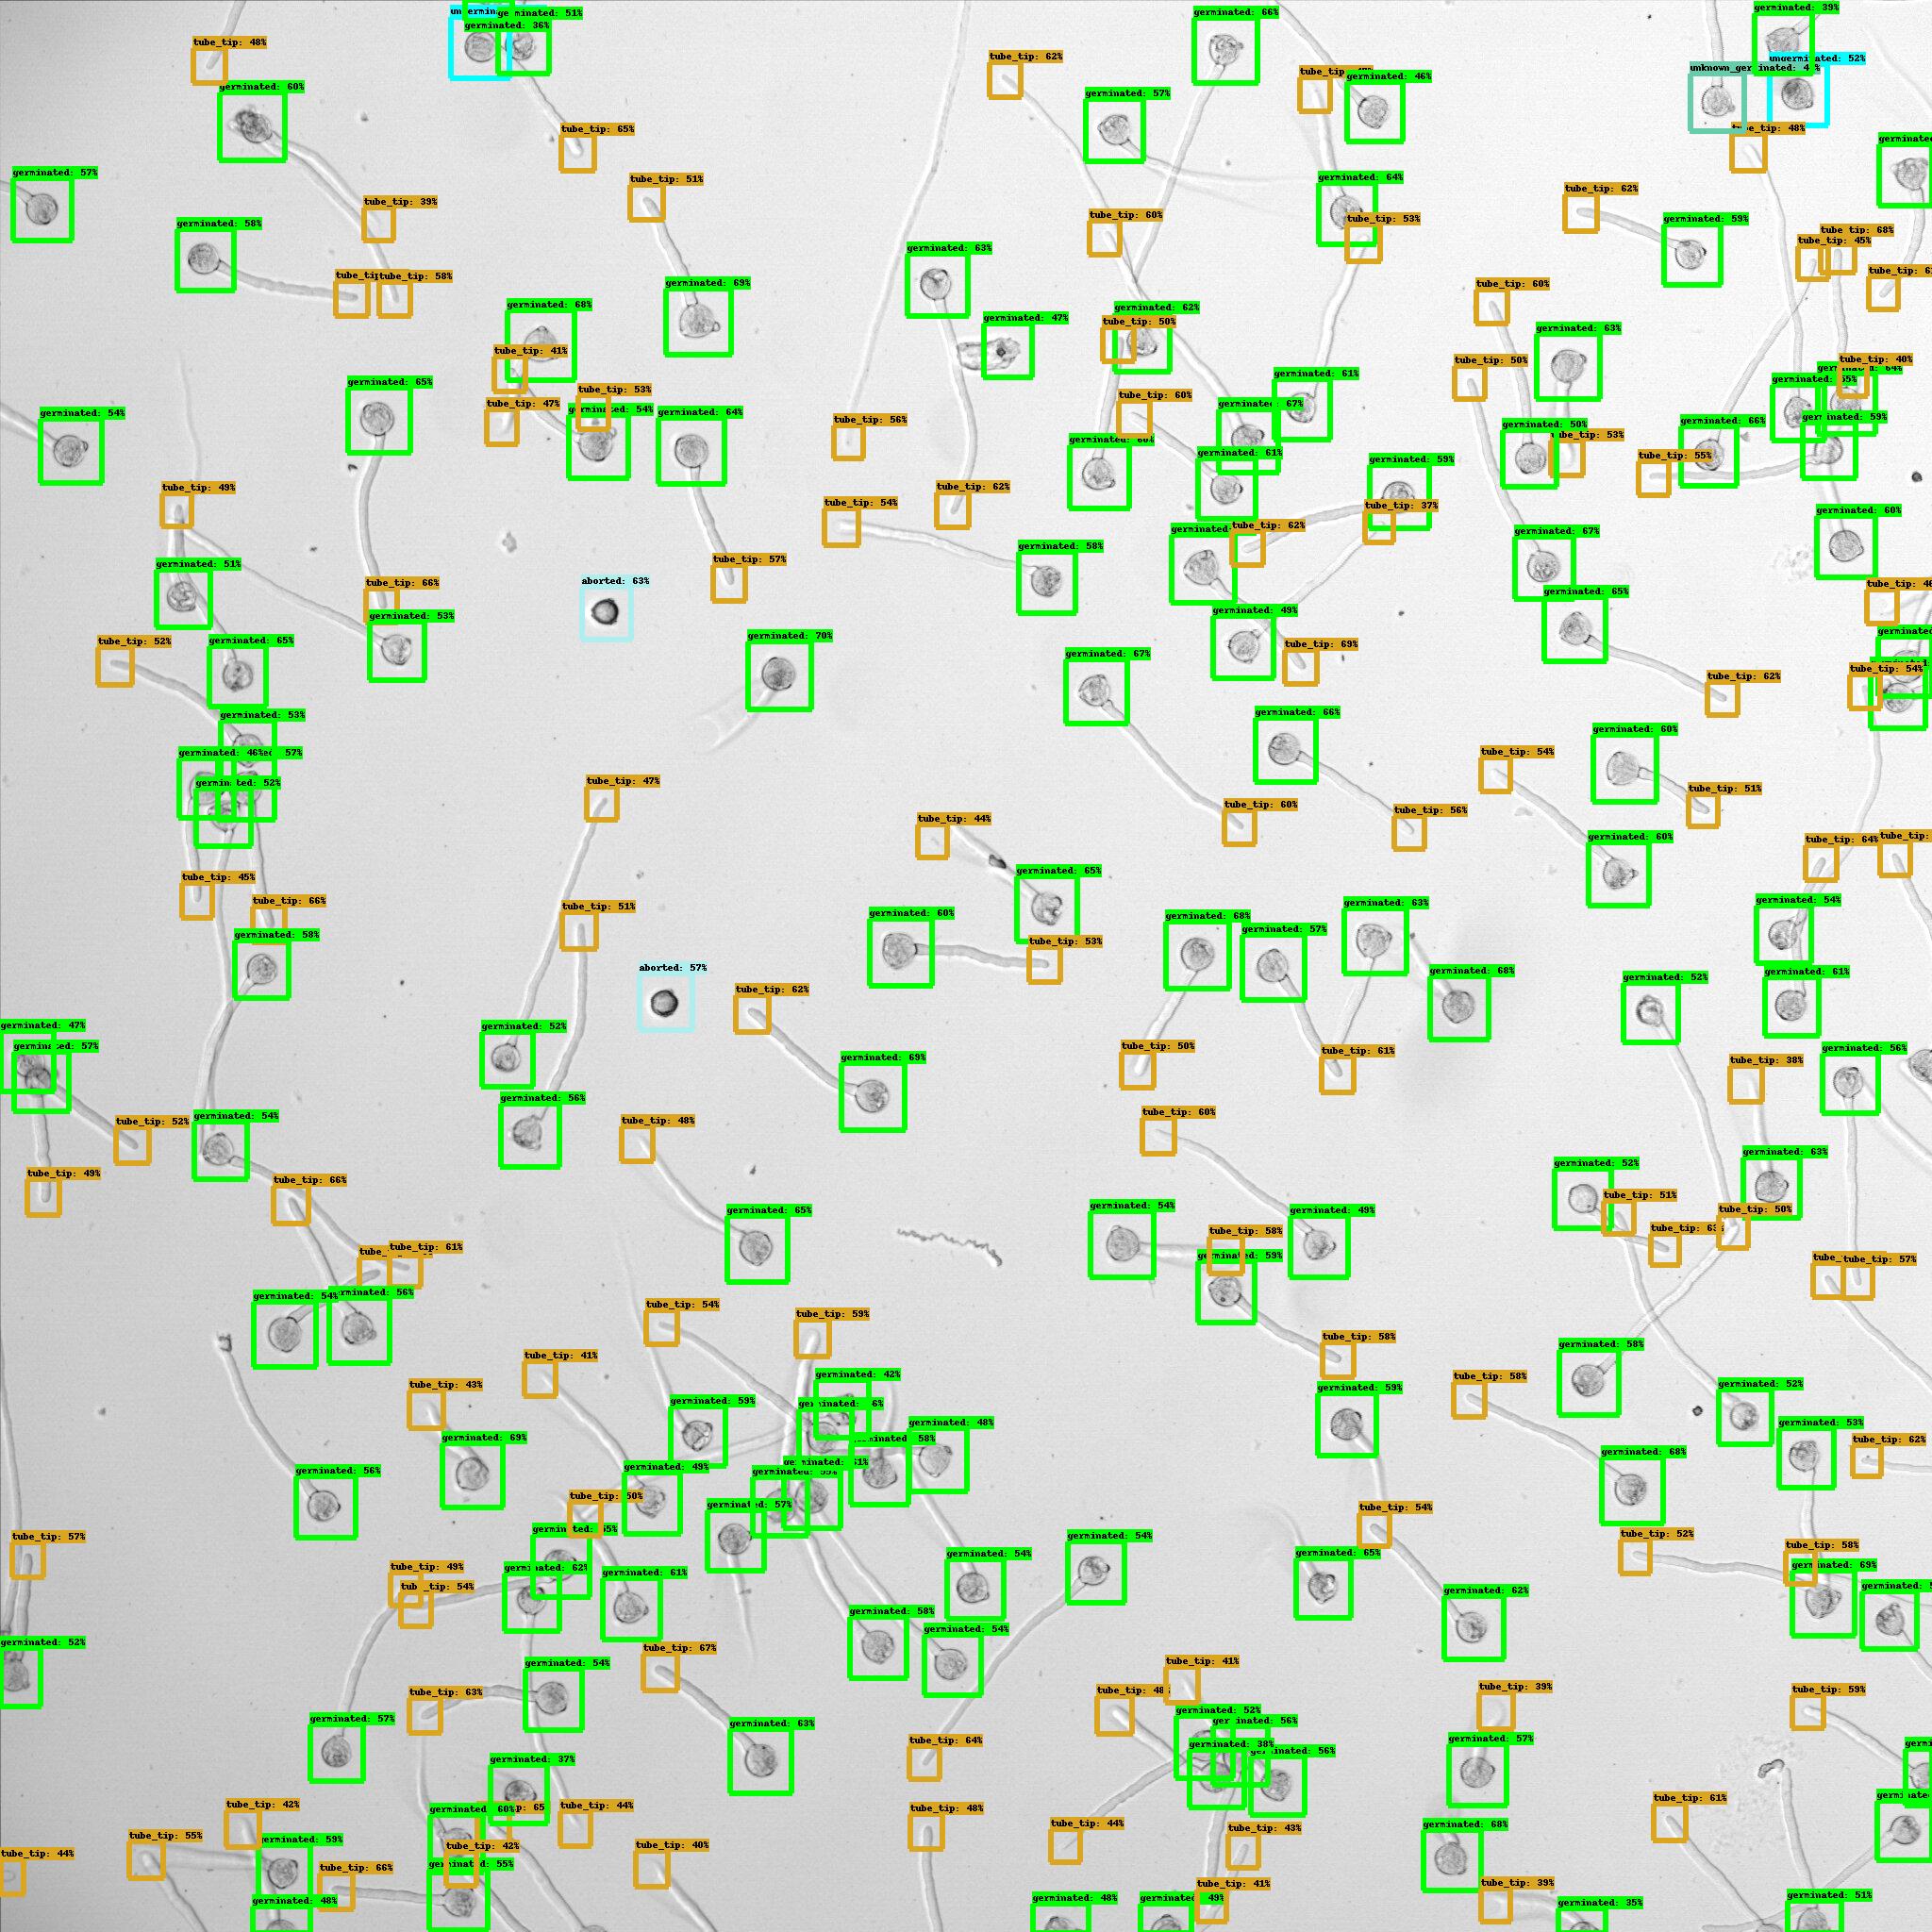 germinated: 51%
germinated: 36%
tube_tip: 48%
germinated: 60%
tube_tip: 65%
germinated: 57%
tube_tip: 51%
tube_tip: 39%
germinated: 58%
tube_tip: 58%
germinated: 69%
germinated: 68%
tube_tip: 41%
tube_tip: 53%
tube_tip: 47%
germinated: 54%
germinated: 64%
germinated: 65%
germinated: 54%
tube_tip: 62%
germinated: 66%
germinated: 57%
germinated: 46%
germinated: 39%
ungerminated: 52%
tube_tip: 48%
germinated: 64%
tube_tip: 53%
tube_tip: 60%
germinated: 63%
germinated: 47%
germinated: 62%
tube_tip: 50%
tube_tip: 62%
germinated: 59%
tube_tip: 68%
tube_tip: 45%
tube_tip: 60%
germinated: 63%
tube_tip: 50%
tube_tip: 40%
germinated: 61%
tube_tip: 60%
germinated: 67%
germinated: 61%
germinated: 59%
tube_tip: 37%
tube_tip: 56%
tube_tip: 62%
tube_tip: 54%
germinated: 58%
tube_tip: 62%
germinated: 50%
tube_tip: 53%
germinated: 66%
tube_tip: 55%
germinated: 59%
germinated: 60%
germinated: 67%
germinated: 65%
tube_tip: 62%
tube_tip: 54%
tube_tip: 49%
germinated: 51%
tube_tip: 66%
germinated: 53%
tube_tip: 52%
germinated: 65%
tube_tip: 57%
aborted: 63%
germinated: 70%
germinated: 49%
tube_tip: 69%
germinated: 67%
germinated: 66%
tube_tip: 60%
tube_tip: 56%
germinated: 60%
tube_tip: 54%
tube_tip: 51%
germinated: 60%
tube_tip: 64%
germinated: 53%
germinated: 46%
germinated: 52%
tube_tip: 45%
tube_tip: 66%
germinated: 58%
tube_tip: 47%
tube_tip: 51%
aborted: 57%
tube_tip: 62%
tube_tip: 44%
germinated: 65%
germinated: 60%
tube_tip: 53%
germinated: 68%
germinated: 57%
germinated: 63%
germinated: 68%
germinated: 54%
germinated: 61%
germinated: 52%
germinated: 56%
germinated: 47%
germinated: 57%
tube_tip: 52%
tube_tip: 49%
germinated: 54%
tube_tip: 66%
tube_tip: 61%
germinated: 56%
germinated: 52%
germinated: 56%
germinated: 69%
tube_tip: 48%
germinated: 65%
tube_tip: 50%
tube_tip: 61%
tube_tip: 60%
germinated: 54%
tube_tip: 58%
germinated: 59%
germinated: 49%
tube_tip: 58%
tube_tip: 38%
germinated: 63%
germinated: 52%
tube_tip: 51%
tube_tip: 50%
tube_tip: 57%
germinated: 58%
tube_tip: 58%
germinated: 52%
germinated: 53%
tube_tip: 62%
germinated: 68%
tube_tip: 52%
tube_tip: 58%
germinated: 69%
tube_tip: 54%
tube_tip: 59%
tube_tip: 41%
tube_tip: 43%
germinated: 69%
germinated: 56%
germinated: 59%
germinated: 42%
germinated: 48%
germinated: 49%
germinated: 59%
tube_tip: 54%
germinated: 65%
germinated: 62%
germinated: 54%
germinated: 54%
germinated: 58%
germinated: 54%
tube_tip: 57%
germinated: 52%
tube_tip: 49%
germinated: 62%
germinated: 61%
germinated: 54%
tube_tip: 67%
tube_tip: 63%
germinated: 57%
germinated: 63%
germinated: 37%
tube_tip: 44%
tube_tip: 42%
tube_tip: 55%
germinated: 59%
tube_tip: 66%
germinated: 48%
tube_tip: 44%
tube_tip: 42%
germinated: 55%
tube_tip: 40%
tube_tip: 64%
tube_tip: 48%
tube_tip: 41%
germinated: 52%
germinated: 38%
germinated: 56%
tube_tip: 44%
tube_tip: 43%
tube_tip: 41%
germinated: 48%
tube_tip: 39%
germinated: 57%
germinated: 68%
tube_tip: 39%
germinated: 35%
tube_tip: 61%
tube_tip: 59%
germinated: 51%